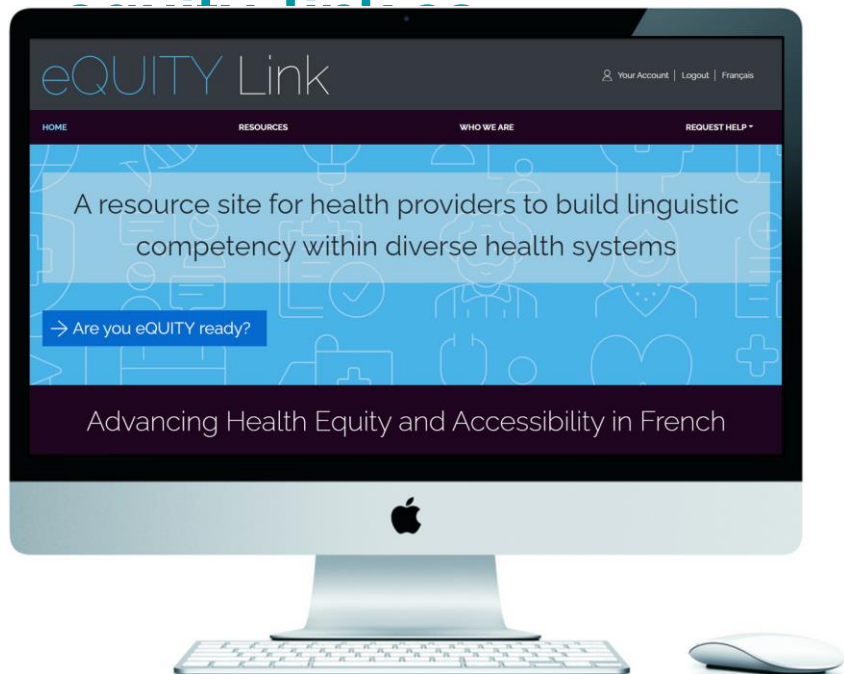 eQUITY Link
Your Account | Logout | Français
HOME RESOURCES WHO WE ARE REQUEST HELP
A resource site for health providers to build linguistic
competency within diverse health systems
→ Are you eQUITY ready?
Advancing Health Equity and Accessibility in French